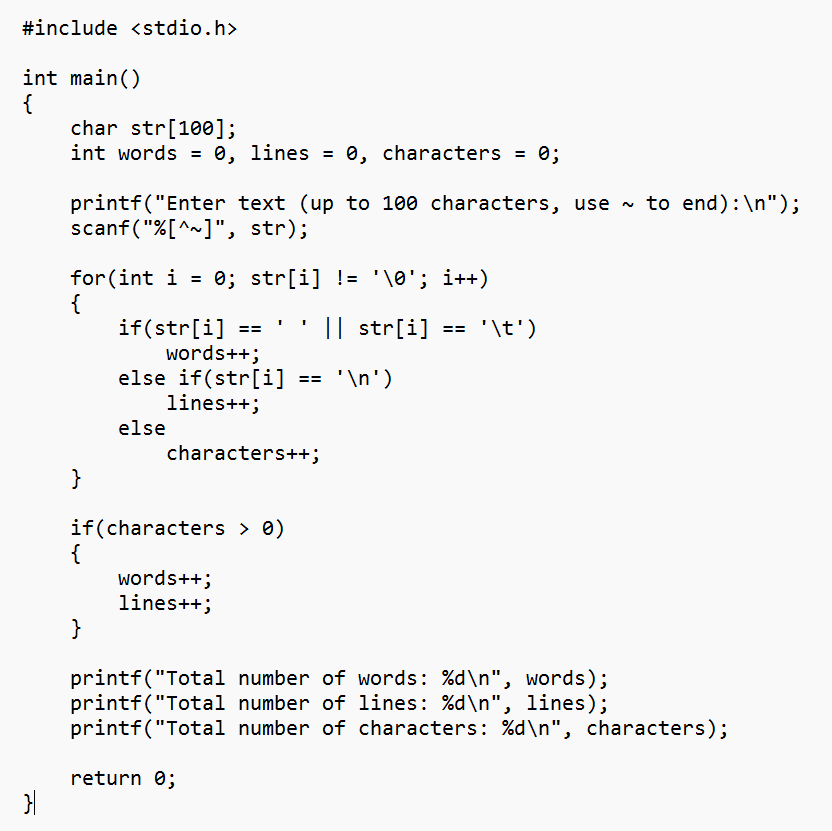 #include <stdio.h>

int main()
{
    char str[100];
    int words = 0, lines = 0, characters = 0;

    printf("Enter text (up to 100 characters, use ~ to end):\n");
    scanf("%[^~]", str);

    for(int i = 0; str[i] != '\0'; i++)
    {
        if(str[i] == ' ' || str[i] == '\t')
            words++;
        else if(str[i] == '\n')
            lines++;
        else
            characters++;
    }

    if(characters > 0)
    {
        words++;
        lines++;
    }

    printf("Total number of words: %d\n", words);
    printf("Total number of lines: %d\n", lines);
    printf("Total number of characters: %d\n", characters);

    return 0;
}